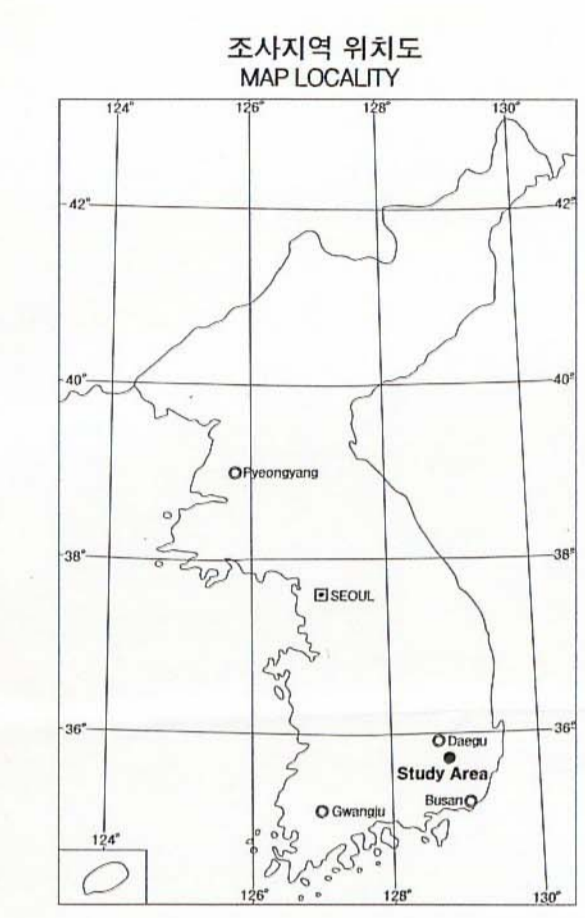 조사지역 위치도
MAP LOCALITY
124° 126° 128° 130°
42° 42°
40° 40°
Pyeongyang
38° 38°
SEOUL
36° 36°
Daegu
Study Area
Busan
Gwangju
124°
126° 128° 130°